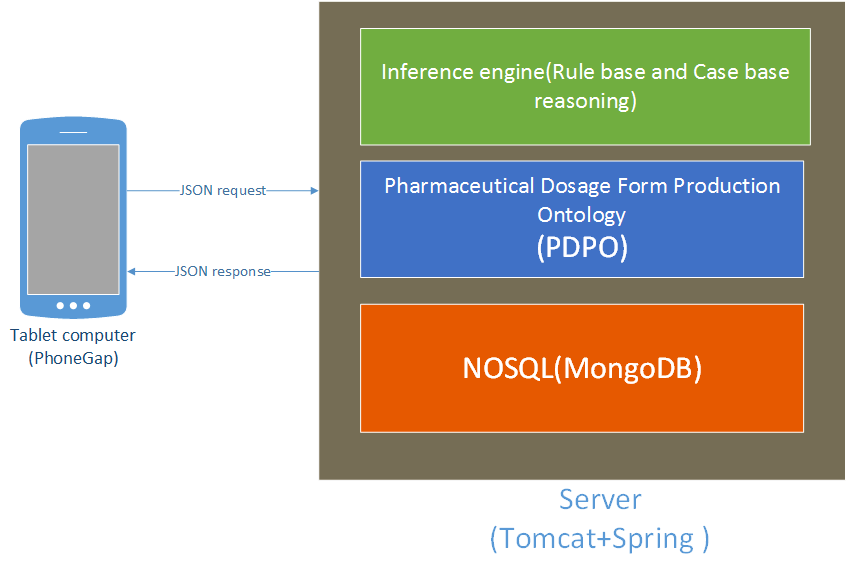 Inference engine(Rule base and Case base
reasoning)
Pharmaceutical Dosage Form Production
Ontology
(PDPO)
JSON request
JSON response
Tablet computer
(PhoneGap)
NOSQL(MongoDB)
Server
(Tomcat+Spring )